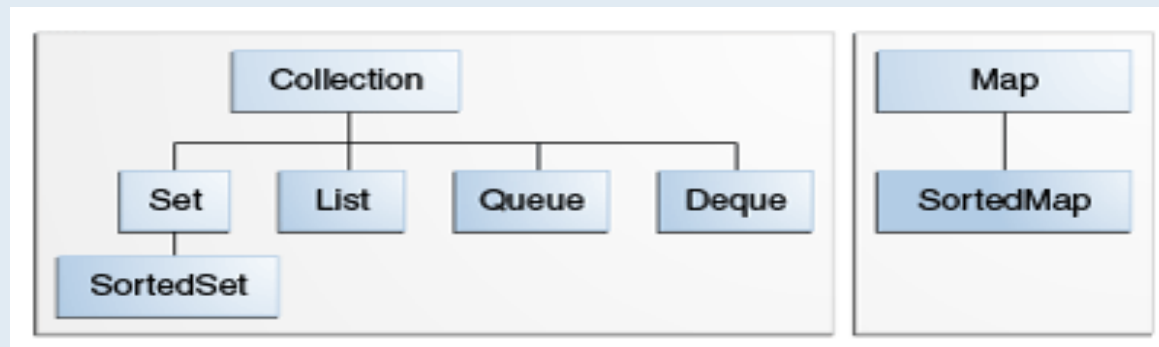 Collection
Map
Set
List
Queue
Deque
SortedMap
SortedSet